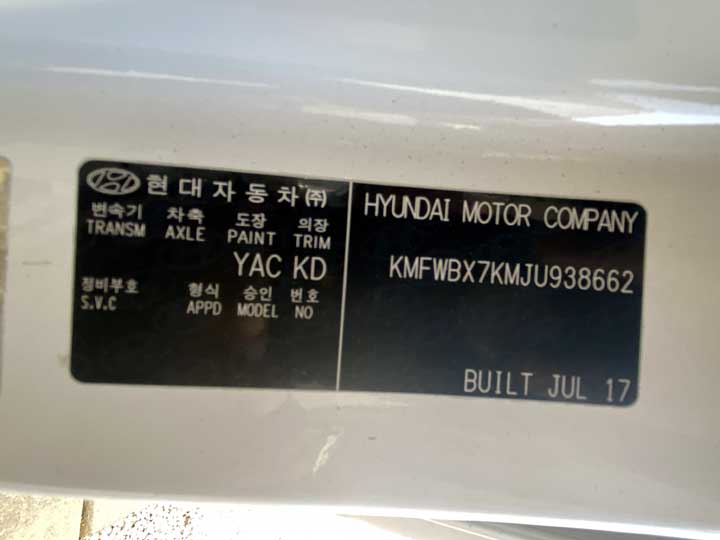 현대자동차㈜
변속기 차축 도장 의장
TRANSM AXLE PAINT TRIM
YAC KD
정비부호 형식 승인 번호
S.V.C APPD MODEL NO
HYUNDAI MOTOR COMPANY
KMFWBX7KMJU938662
BUILT JUL 17